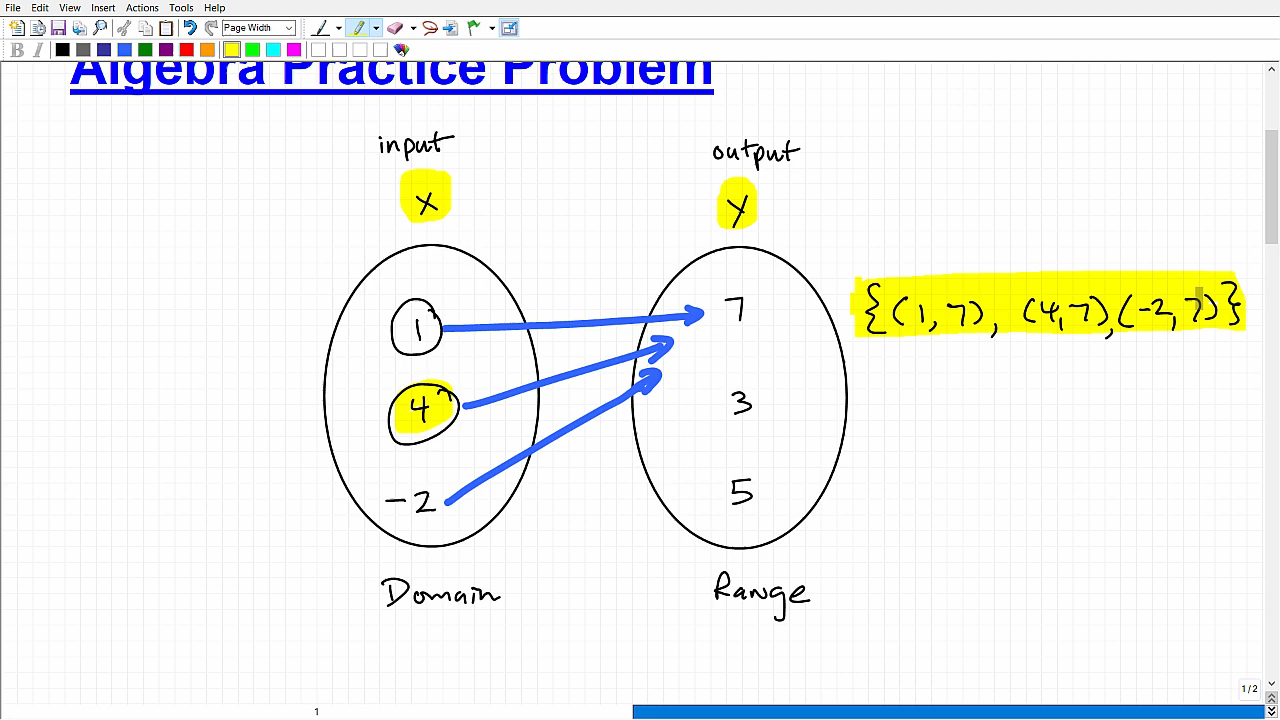 File Edit View Insert Actions Tools Help
Page Width
B I
Algebra Practice Problem
input output
x y
1 7
{(1, 7), (4, 7), (-2, 7)}
4 3
-2 5
Domain Range
1/2
1